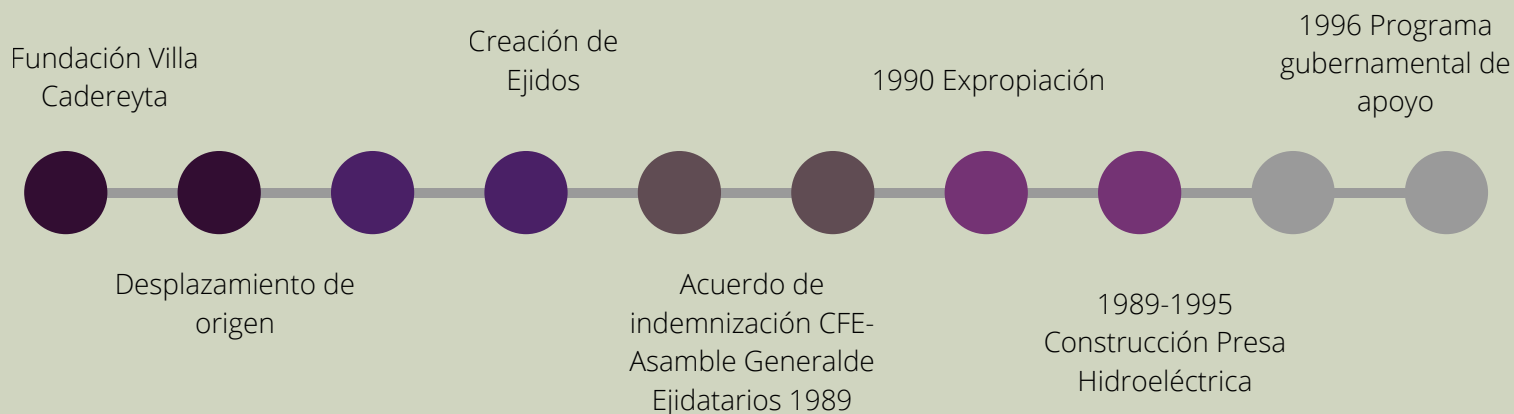 Fundación Villa
Cadereyta
Desplazamiento de
origen
Creación de
Ejidos
Acuerdo de
indemnización CFE-
Asamble Generalde
Ejidatarios 1989
1990 Expropiación
1989-1995
Construcción Presa
Hidroeléctrica
1996 Programa
gubernamental de
apoyo